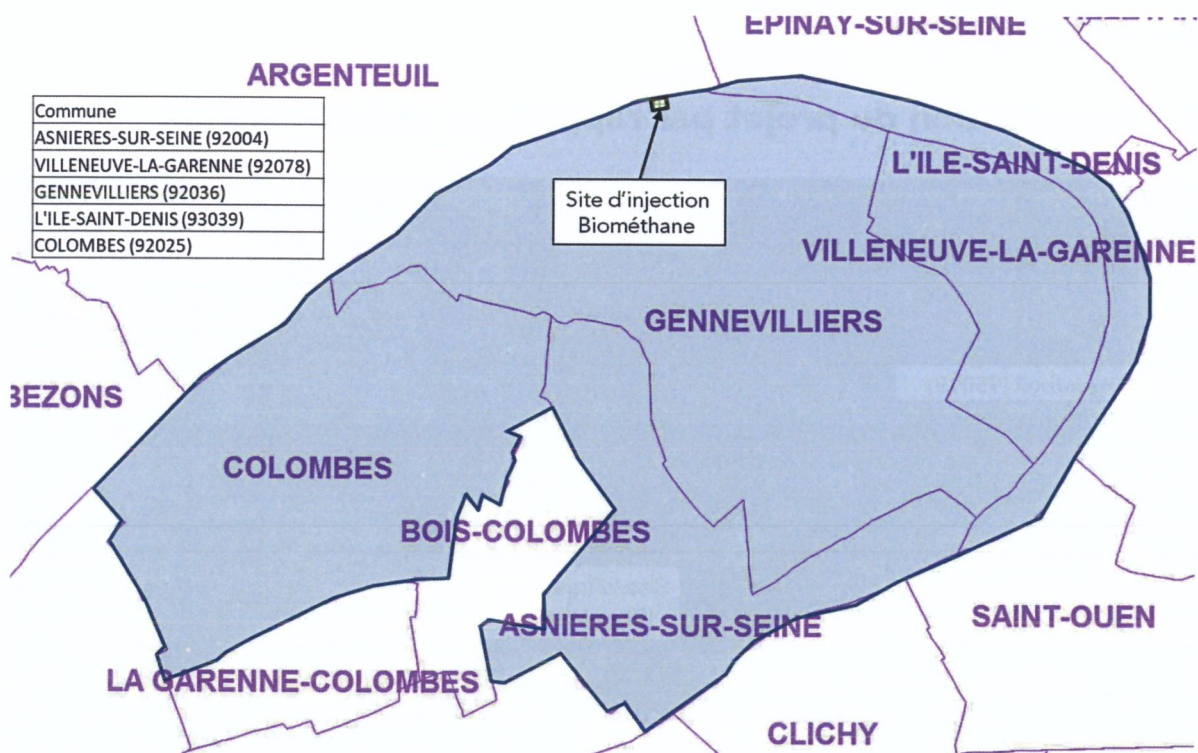 EPINAY-SUR-SEINE
ARGENTEUIL
Commune
ASNIERES-SUR-SEINE (92004)
VILLENEUVE-LA-GARENNE (92078)
GENNEVILLIERS (92036)
L'ILE-SAINT-DENIS (93039)
COLOMBES (92025)
L'ILE-SAINT-DENIS
Site d'injection
Biométhane
VILLENEUVE-LA-GARENNE
GENNEVILLIERS
BEZONS
COLOMBES
BOIS-COLOMBES
ASNIERES-SUR-SEINE
SAINT-OUEN
LA GARENNE-COLOMBES
CLICHY